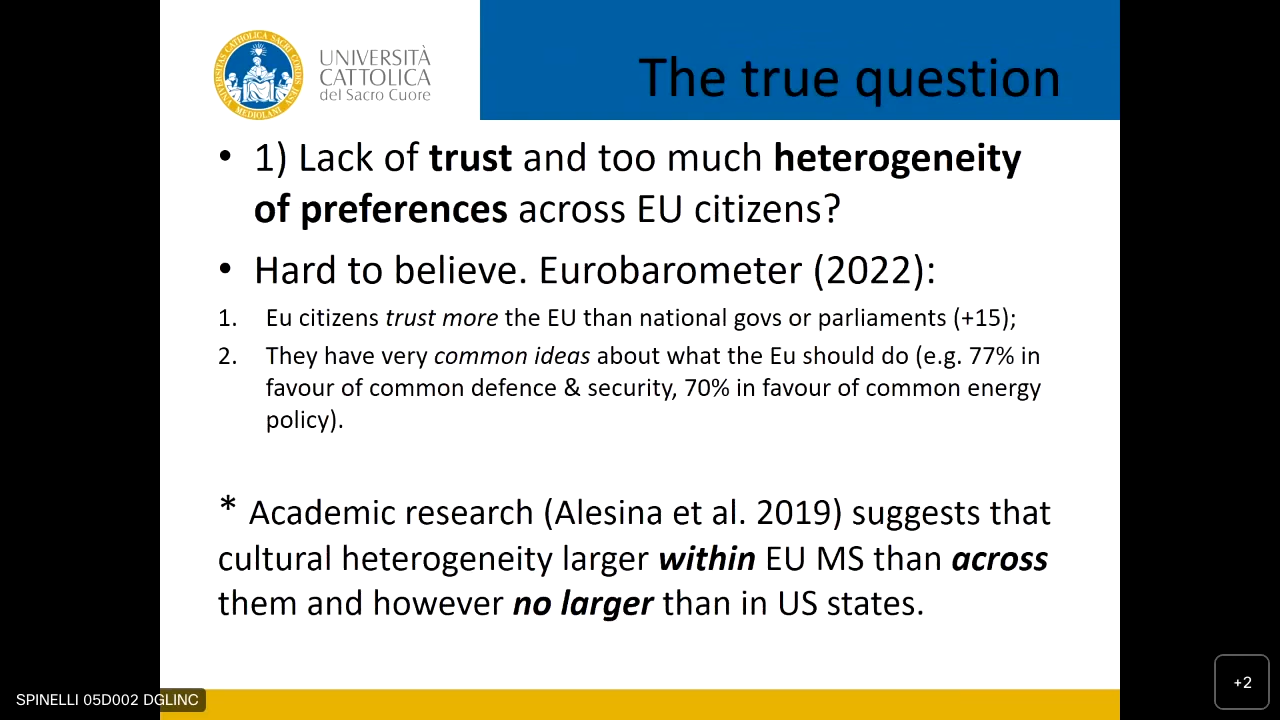 UNIVERSITÀ
CATTOLICA
del Sacro Cuore
The true question
• 1) Lack of trust and too much heterogeneity
of preferences across EU citizens?
• Hard to believe. Eurobarometer (2022):
1. Eu citizens trust more the EU than national govs or parliaments (+15);
2. They have very common ideas about what the Eu should do (e.g. 77% in
favour of common defence & security, 70% in favour of common energy
policy).
* Academic research (Alesina et al. 2019) suggests that
cultural heterogeneity larger within EU MS than across
them and however no larger than in US states.
SPINELLI 05D002 DGLINC
+2